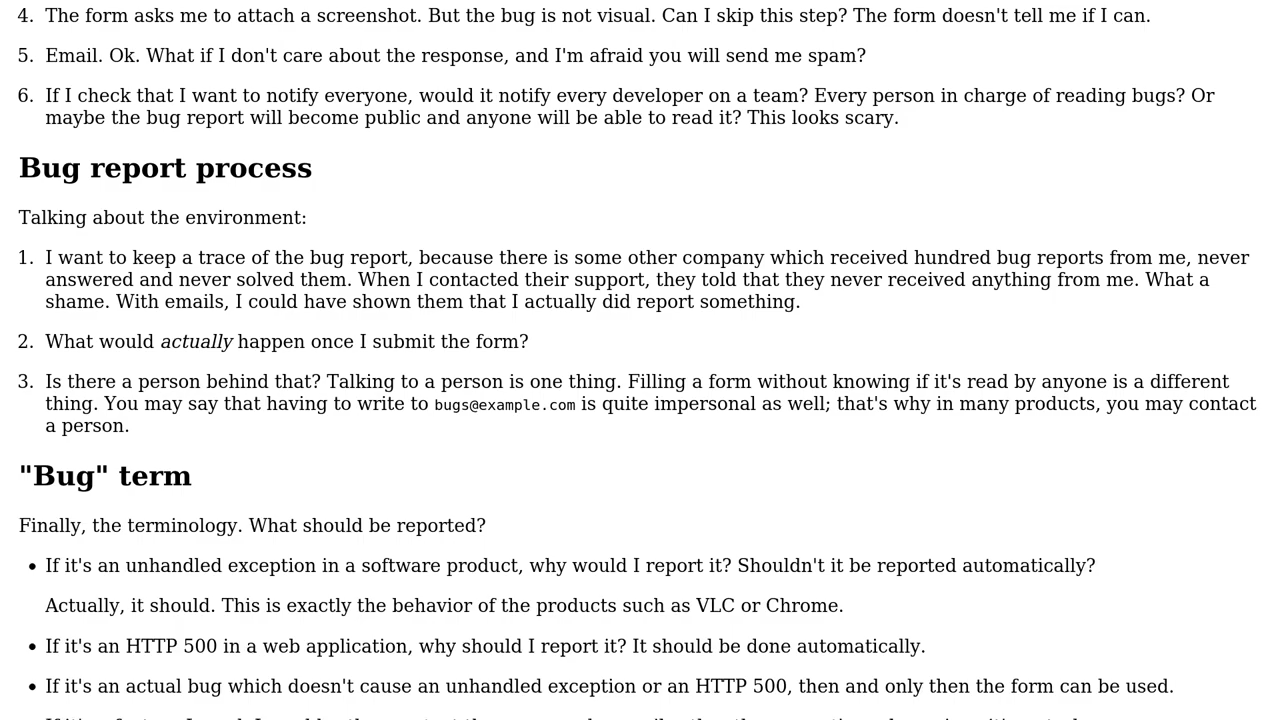 4. The form asks me to attach a screenshot. But the bug is not visual. Can I skip this step? The form doesn't tell me if I can.
5. Email. Ok. What if I don't care about the response, and I'm afraid you will send me spam?
6. If I check that I want to notify everyone, would it notify every developer on a team? Every person in charge of reading bugs? Or
maybe the bug report will become public and anyone will be able to read it? This looks scary.
Bug report process
Talking about the environment:
1. I want to keep a trace of the bug report, because there is some other company which received hundred bug reports from me, never
answered and never solved them. When I contacted their support, they told that they never received anything from me. What a
shame. With emails, I could have shown them that I actually did report something.
2. What would actually happen once I submit the form?
3. Is there a person behind that? Talking to a person is one thing. Filling a form without knowing if it's read by anyone is a different
thing. You may say that having to write to bugs@example.com is quite impersonal as well; that's why in many products, you may contact
a person.
"Bug" term
Finally, the terminology. What should be reported?
• If it's an unhandled exception in a software product, why would I report it? Shouldn't it be reported automatically?
Actually, it should. This is exactly the behavior of the products such as VLC or Chrome.
• If it's an HTTP 500 in a web application, why should I report it? It should be done automatically.
• If it's an actual bug which doesn't cause an unhandled exception or an HTTP 500, then and only then the form can be used.